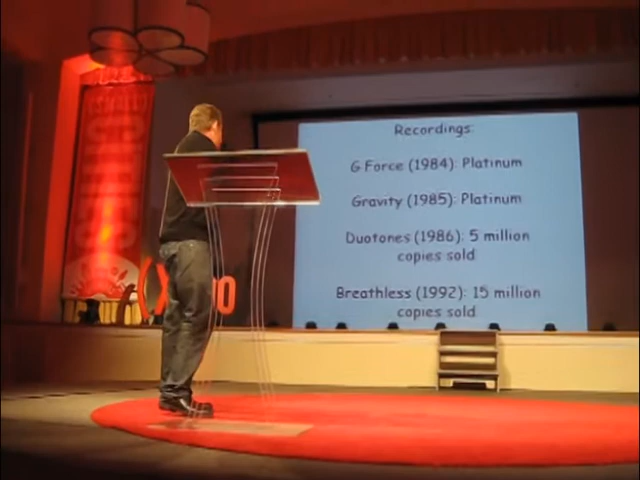 Recordings:
G Force (1984): Platinum
Gravity (1985): Platinum
Duotones (1986): 5 million
copies sold
Breathless (1992): 15 million
copies sold